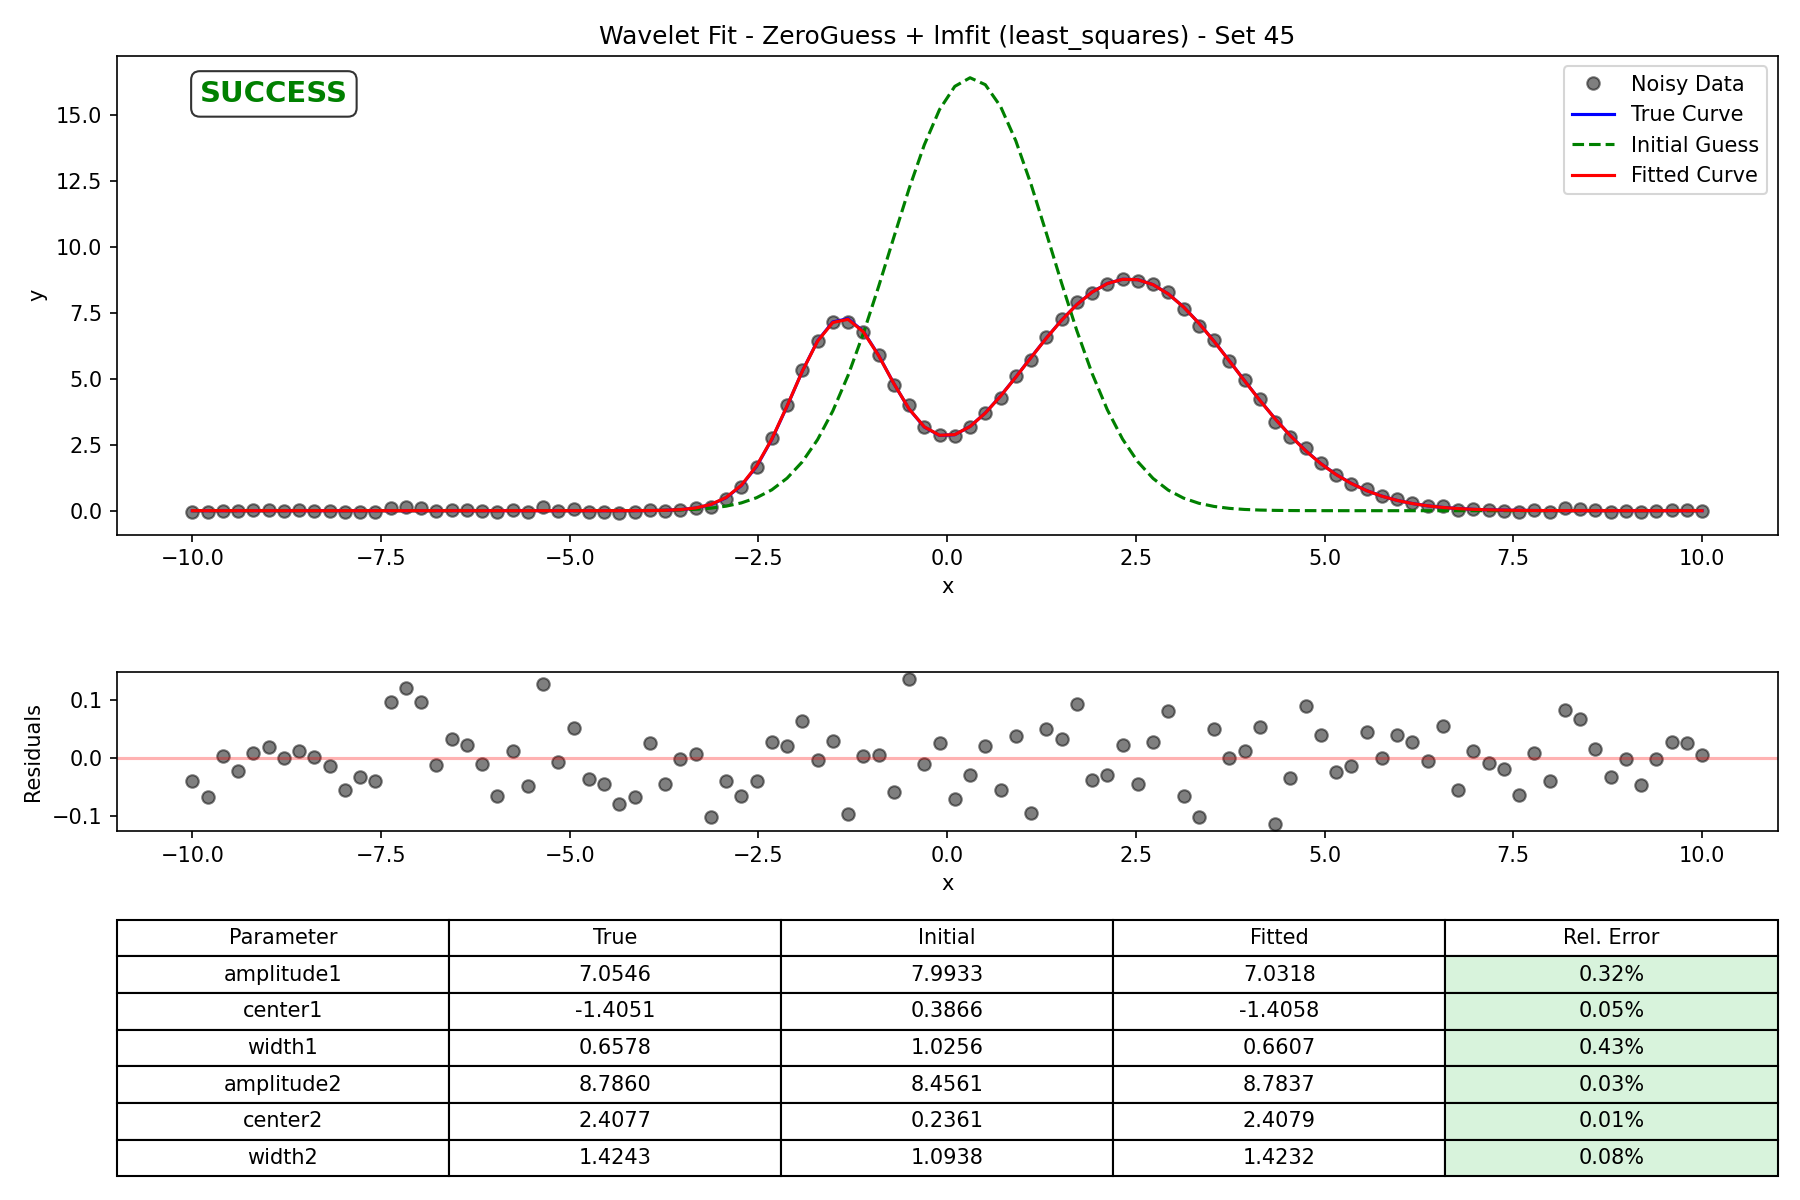 Wavelet Fit - ZeroGuess + lmfit (least_squares) - Set 45
SUCCESS
Noisy Data
True Curve
Initial Guess
Fitted Curve
15.0
12.5
10.0
7.5
5.0
2.5
0.0
y
−10.0 −7.5 −5.0 −2.5 0.0 2.5 5.0 7.5 10.0
x
0.1
0.0
−0.1
Residuals
−10.0 −7.5 −5.0 −2.5 0.0 2.5 5.0 7.5 10.0
x
Parameter True Initial Fitted Rel. Error
amplitude1 7.0546 7.9933 7.0318 0.32%
center1 -1.4051 0.3866 -1.4058 0.05%
width1 0.6578 1.0256 0.6607 0.43%
amplitude2 8.7860 8.4561 8.7837 0.03%
center2 2.4077 0.2361 2.4079 0.01%
width2 1.4243 1.0938 1.4232 0.08%